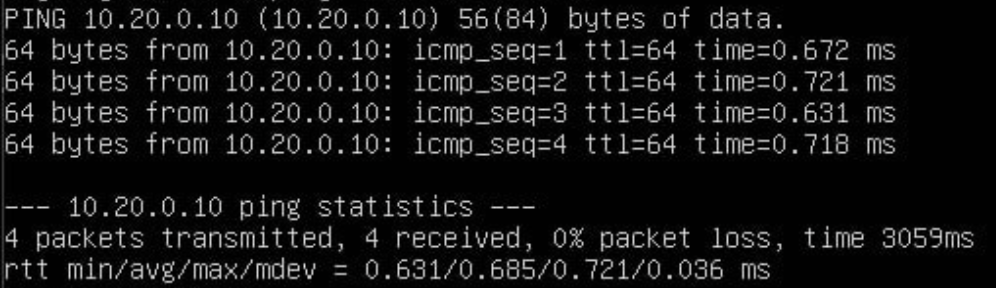 PING 10.20.0.10 (10.20.0.10) 56(84) bytes of data.
64 bytes from 10.20.0.10: icmp_seq=1 ttl=64 time=0.672 ms
64 bytes from 10.20.0.10: icmp_seq=2 ttl=64 time=0.721 ms
64 bytes from 10.20.0.10: icmp_seq=3 ttl=64 time=0.631 ms
64 bytes from 10.20.0.10: icmp_seq=4 ttl=64 time=0.718 ms
--- 10.20.0.10 ping statistics ---
4 packets transmitted, 4 received, 0% packet loss, time 3059ms
rtt min/avg/max/mdev = 0.631/0.685/0.721/0.036 ms